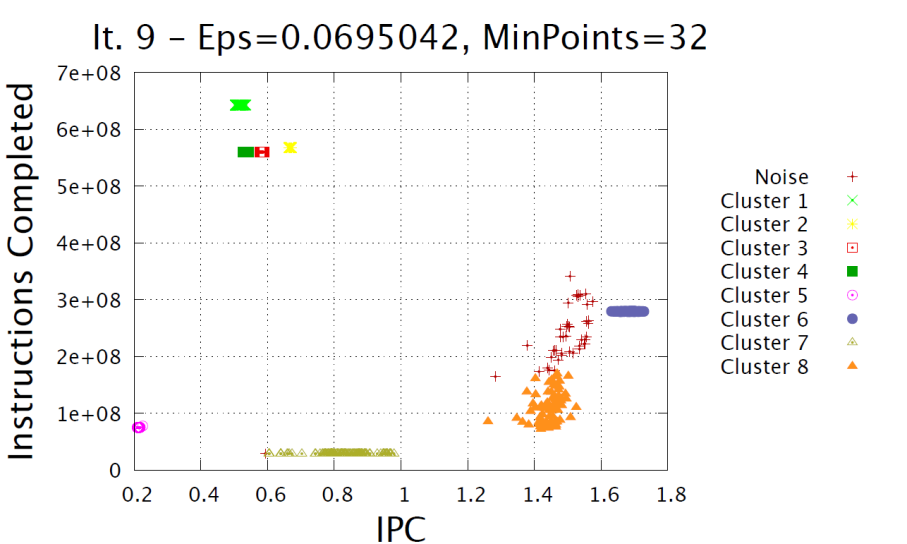 It. 9 - Eps=0.0695042, MinPoints=32
7e+08
6e+08
5e+08
4e+08
3e+08
2e+08
1e+08
0
Instructions Completed
0.2 0.4 0.6 0.8 1 1.2 1.4 1.6 1.8
IPC
Noise
Cluster 1
Cluster 2
Cluster 3
Cluster 4
Cluster 5
Cluster 6
Cluster 7
Cluster 8